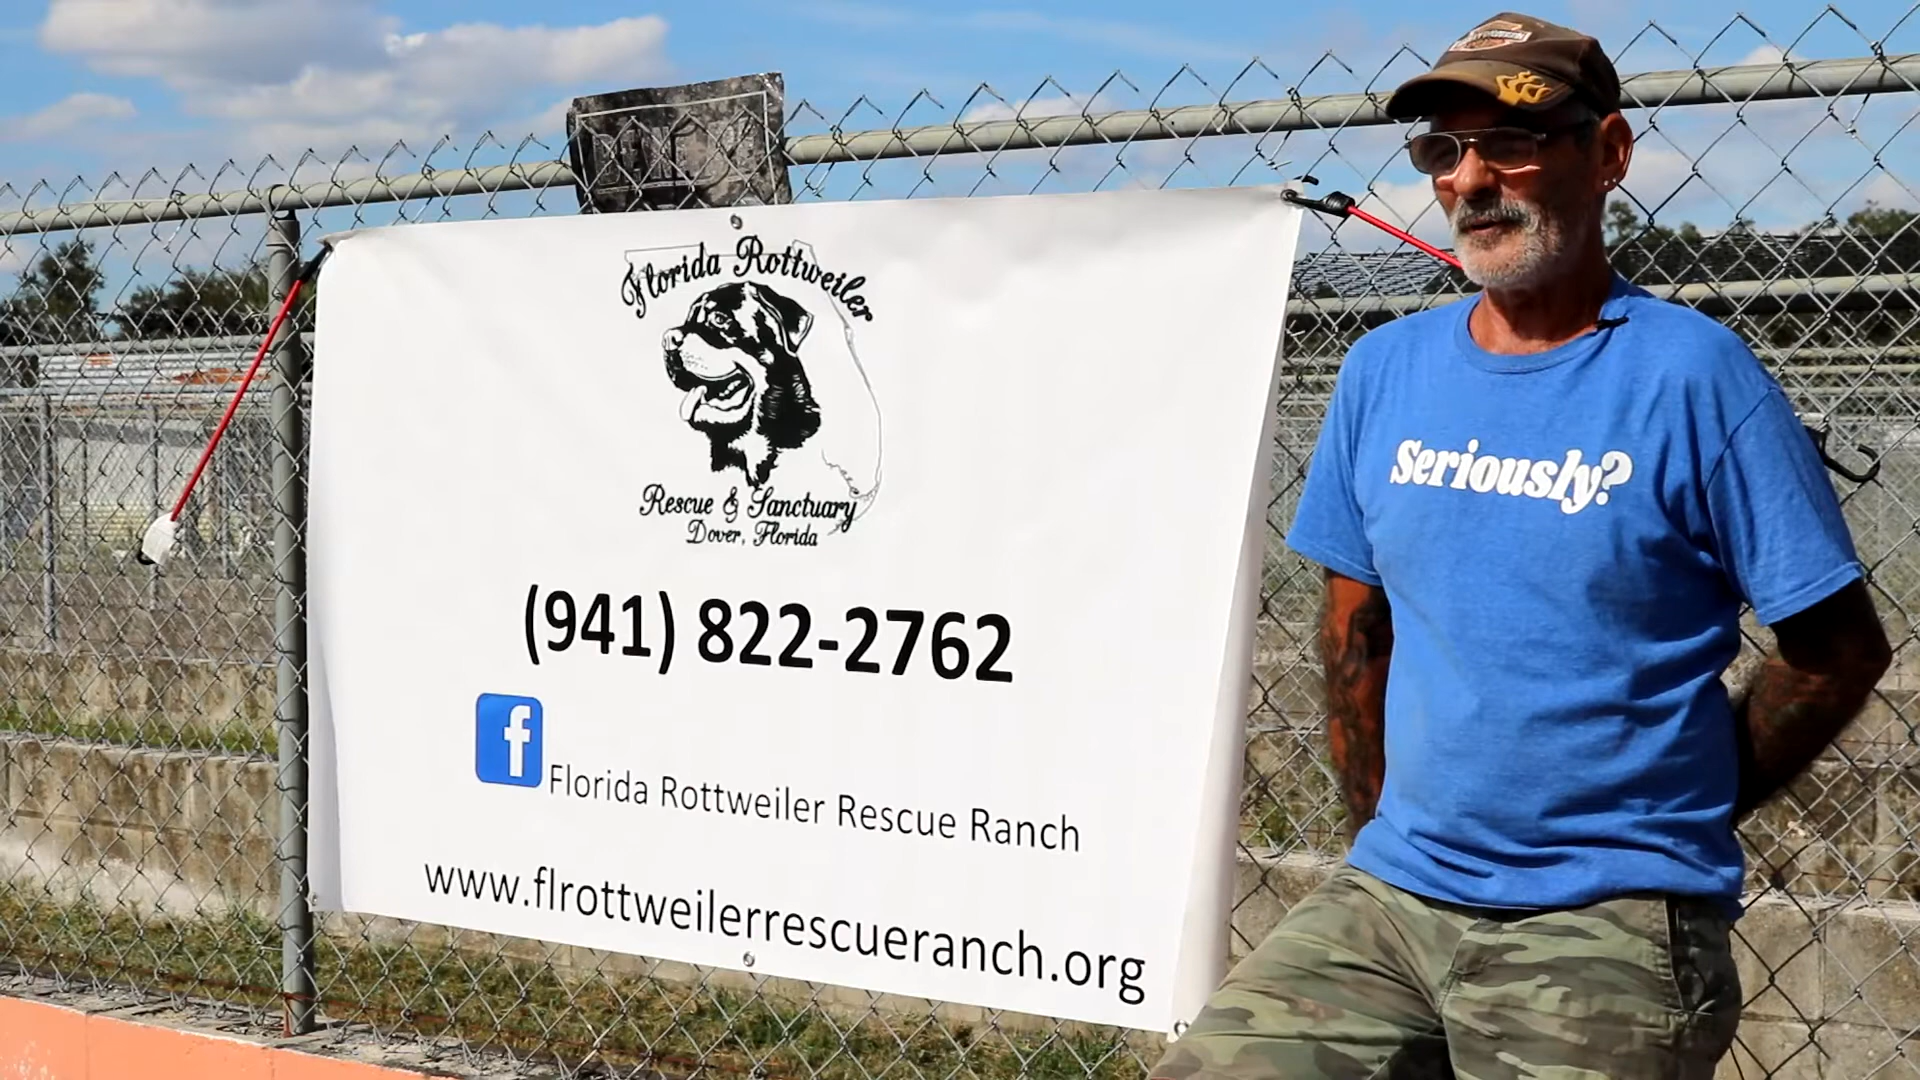 Florida Rottweiler
Rescue & Sanctuary
Dover, Florida
(941) 822-2762
f Florida Rottweiler Rescue Ranch
www.flrottweilerrescueranch.org
Seriously?